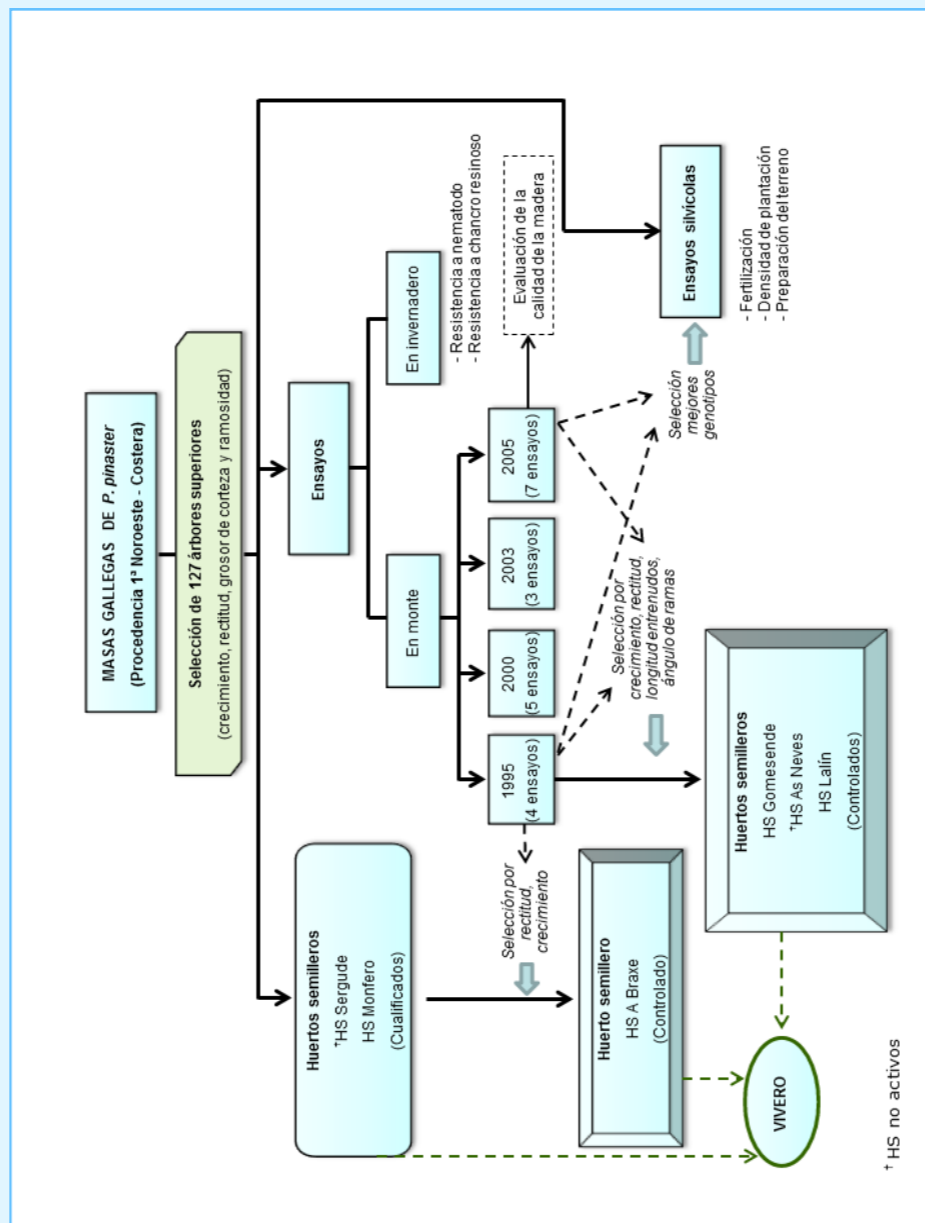 MASAS GALLEGAS DE P. pinaster
(Procedencia 1ª Noroeste - Costera)
Selección de 127 árboles superiores
(crecimiento, rectitud, grosor de corteza y ramosidad)
Huertos semilleros
†HS Sergude
HS Monfero
(Cualificados)
Ensayos
En monte
En invernadero
- Resistencia a nematodo
- Resistencia a chancro resinoso
1995
(4 ensayos)
2000
(5 ensayos)
2003
(3 ensayos)
2005
(7 ensayos)
Evaluación de la
calidad de la madera
Selección por
rectitud,
crecimiento
Selección por
crecimiento, rectitud,
longitud entrenudos,
ángulo de ramas
Selección
mejores
genotipos
Ensayos silvícolas
- Fertilización
- Densidad de plantación
- Preparación del terreno
Huerto semillero
HS A Braxe
(Controlado)
Huertos semilleros
HS Gomesende
†HS As Neves
HS Lalín
(Controlados)
VIVERO
† HS no activos